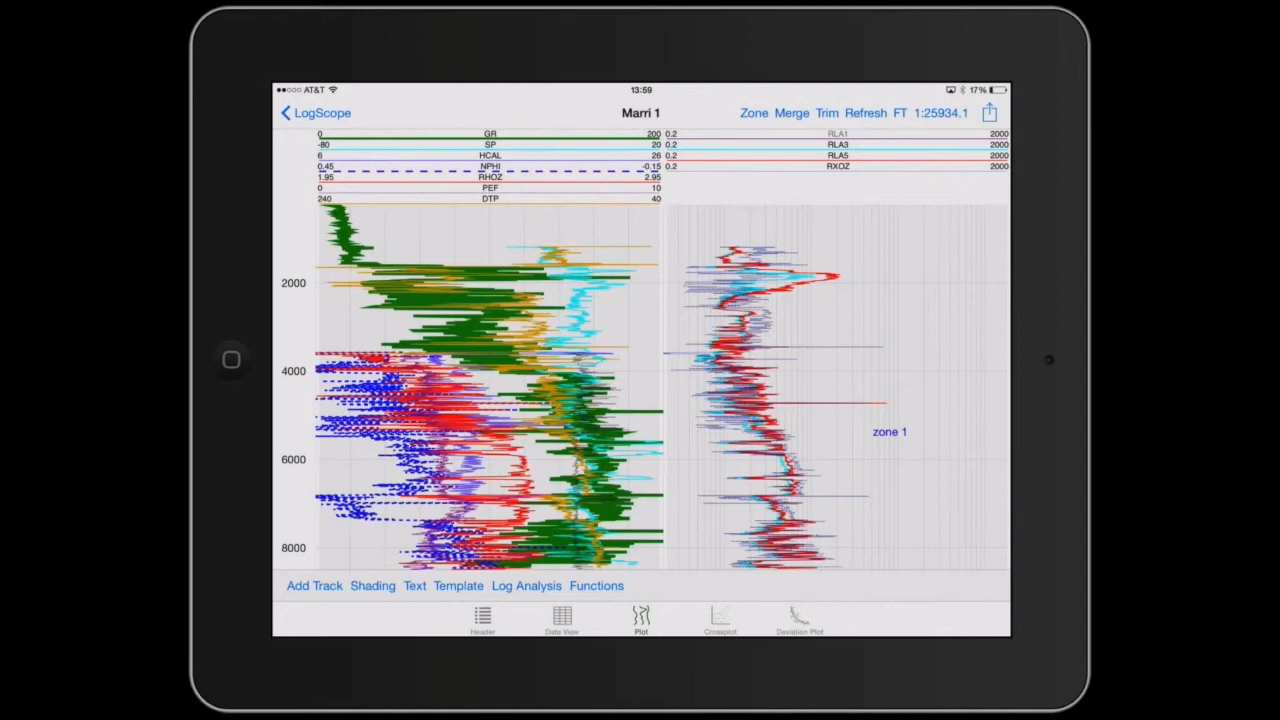 AT&T 13:59 17%
LogScope Marri 1 Zone Merge Trim Refresh FT 1:25934.1
0 GR 200 0.2 RLA1 2000
-80 SP 20 0.2 RLA3 2000
6 HCAL 26 0.2 RLA5 2000
0.45 NPHI -0.15 0.2 RXOZ 2000
1.95 RHOZ 2.95
0 PEF 10
240 DTP 40
2000
4000
zone 1
6000
8000
Add Track Shading Text Template Log Analysis Functions
Header Data View Plot Crossplot Deviation Plot